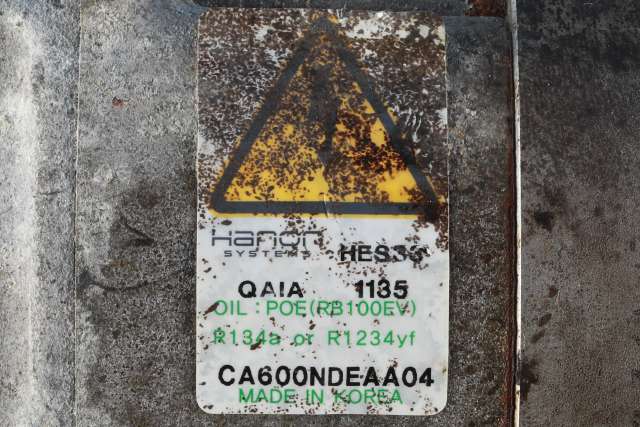 Hanon
SYSTEMS
HES33
QAIA 1135
OIL : POE(RB100EV)
R134a or R1234yf
CA600NDEAA04
MADE IN KOREA